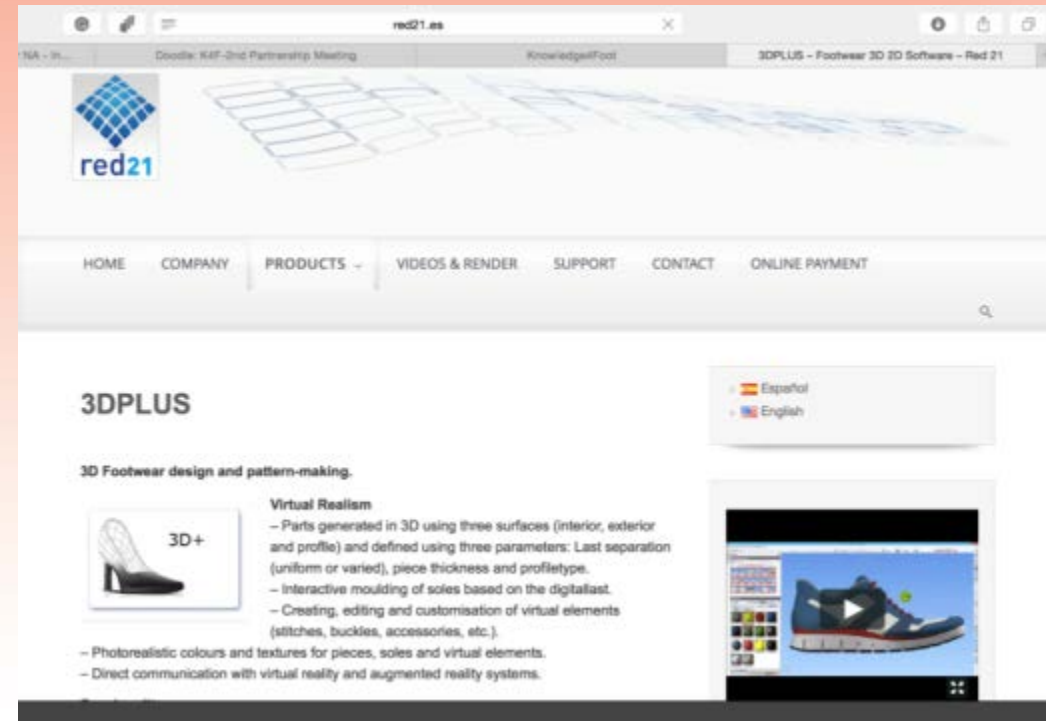 red21.es
NA - In...
Doodle: K4F-2nd Partnership Meeting
Knowledge4Foot
3DPLUS – Footwear 3D 2D Software – Red 21
red21
HOME COMPANY PRODUCTS VIDEOS & RENDER SUPPORT CONTACT ONLINE PAYMENT
3DPLUS
Español
English
3D Footwear design and pattern-making.
3D+
Virtual Realism
– Parts generated in 3D using three surfaces (interior, exterior
and profile) and defined using three parameters: Last separation
(uniform or varied), piece thickness and profiletype.
– Interactive moulding of soles based on the digitallast.
– Creating, editing and customisation of virtual elements
(stitches, buckles, accessories, etc.).
– Photorealistic colours and textures for pieces, soles and virtual elements.
– Direct communication with virtual reality and augmented reality systems.